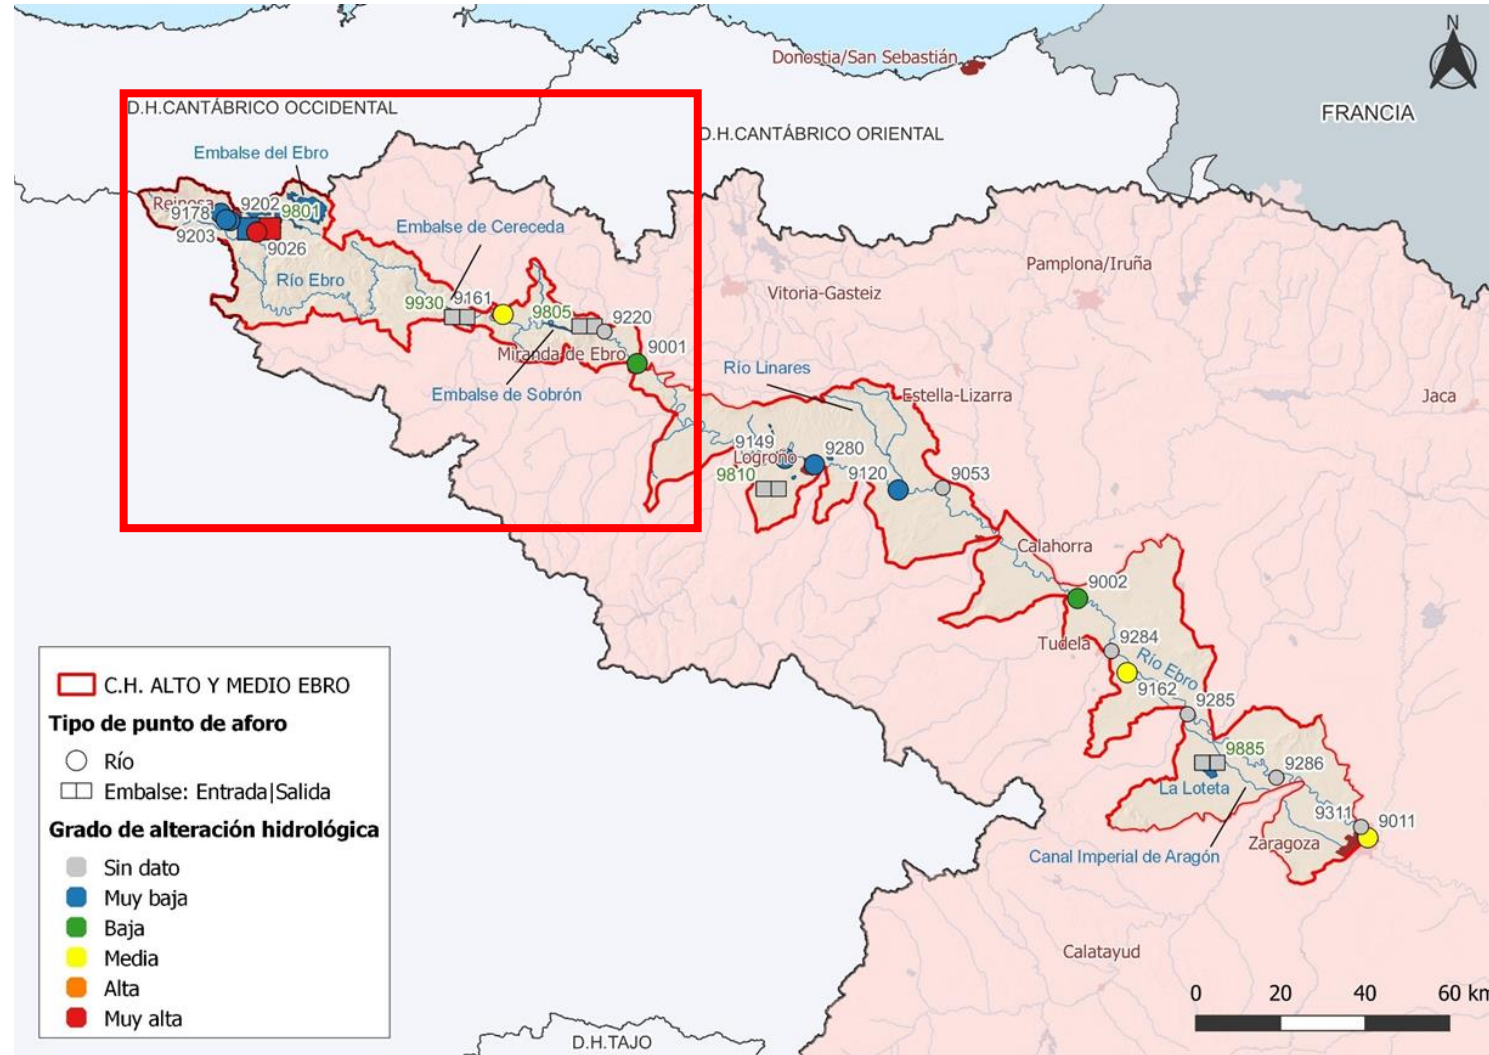 N
Donostia/San Sebastián
FRANCIA
D.H.CANTÁBRICO OCCIDENTAL
D.H.CANTÁBRICO ORIENTAL
Embalse del Ebro
Reinosa
9178
9202
9801
9203
9026
Río Ebro
Embalse de Cereceda
9930
9161
9805
9220
Miranda de Ebro
9001
Embalse de Sobrón
Vitoria-Gasteiz
Pamplona/Iruña
Río Linares
Estella-Lizarra
Jaca
9149
Logroño
9280
9810
9120
9053
Calahorra
9002
Tudela
9284
Río Ebro
9162
9285
9885
La Loteta
9286
9311
9011
Zaragoza
Canal Imperial de Aragón
Calatayud
C.H. ALTO Y MEDIO EBRO
Tipo de punto de aforo
Río
Embalse: Entrada|Salida
Grado de alteración hidrológica
Sin dato
Muy baja
Baja
Media
Alta
Muy alta
0 20 40 60 km
D.H.TAJO